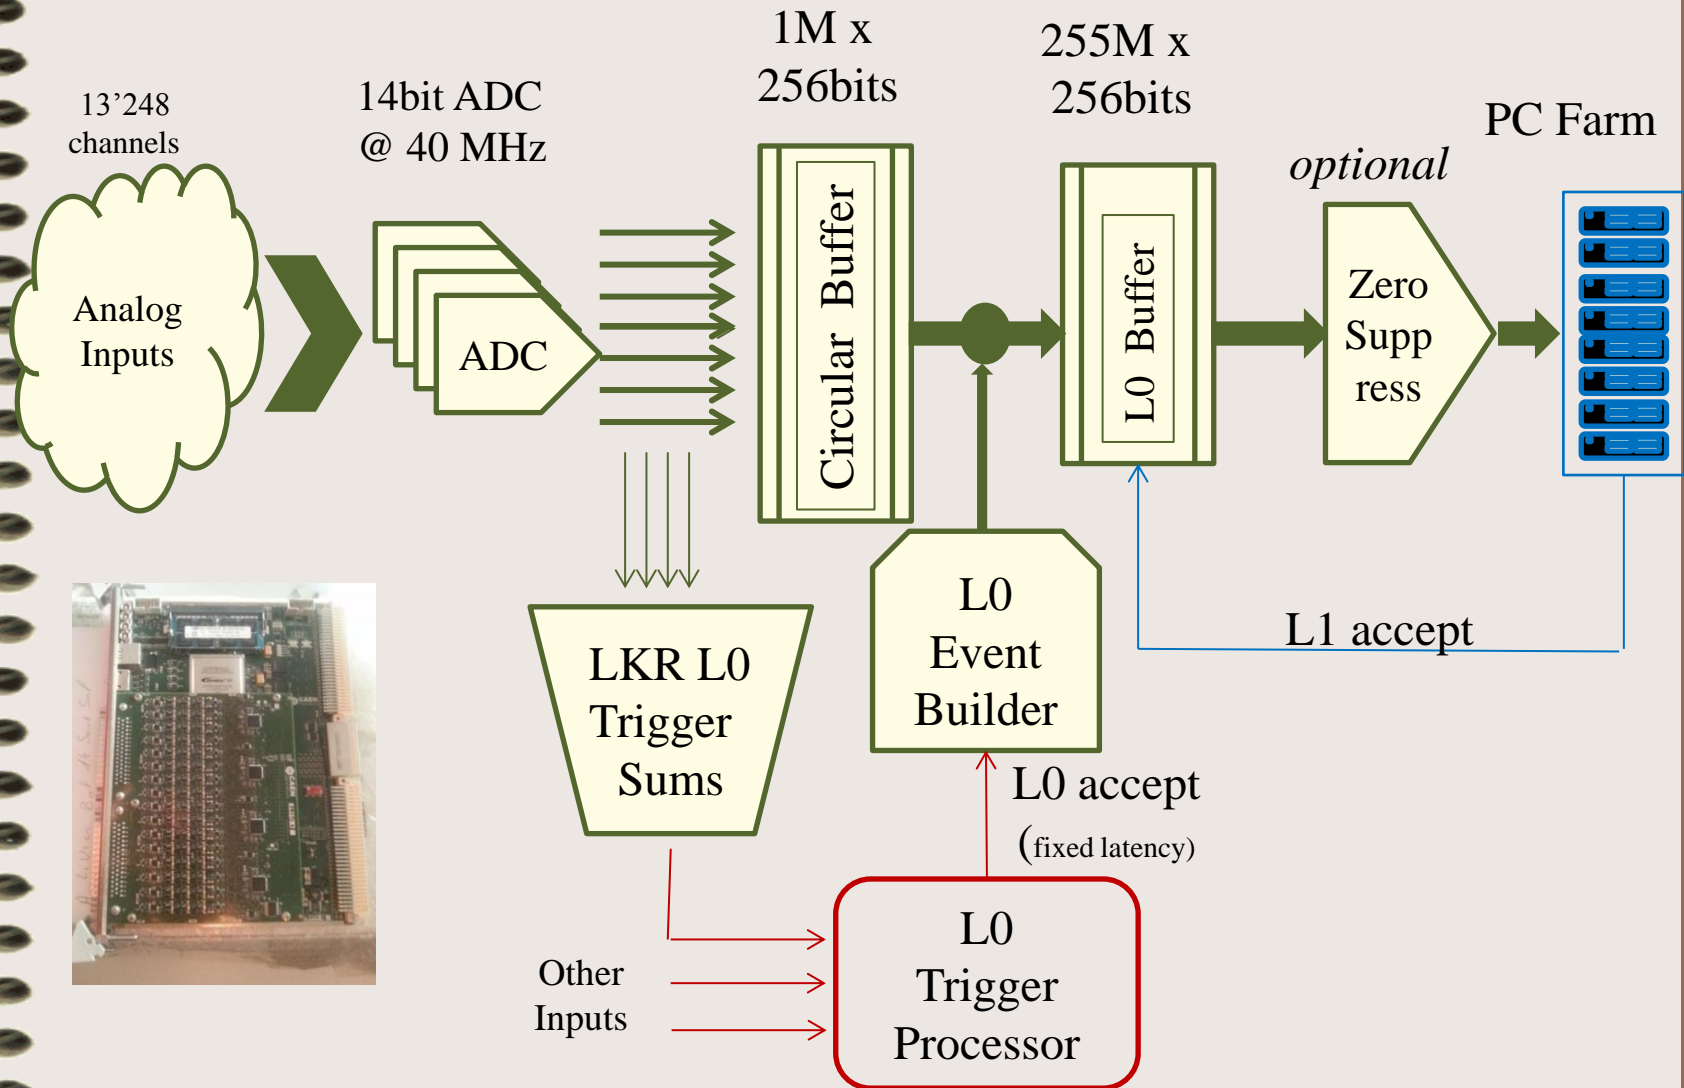 13’248
channels
14bit ADC
@ 40 MHz
1M x
256bits
255M x
256bits
PC Farm
optional
Analog
Inputs
ADC
Circular Buffer
L0 Buffer
Zero
Supp
ress
L1 accept
LKR L0
Trigger
Sums
L0
Event
Builder
L0 accept
(fixed latency)
Other
Inputs
L0
Trigger
Processor